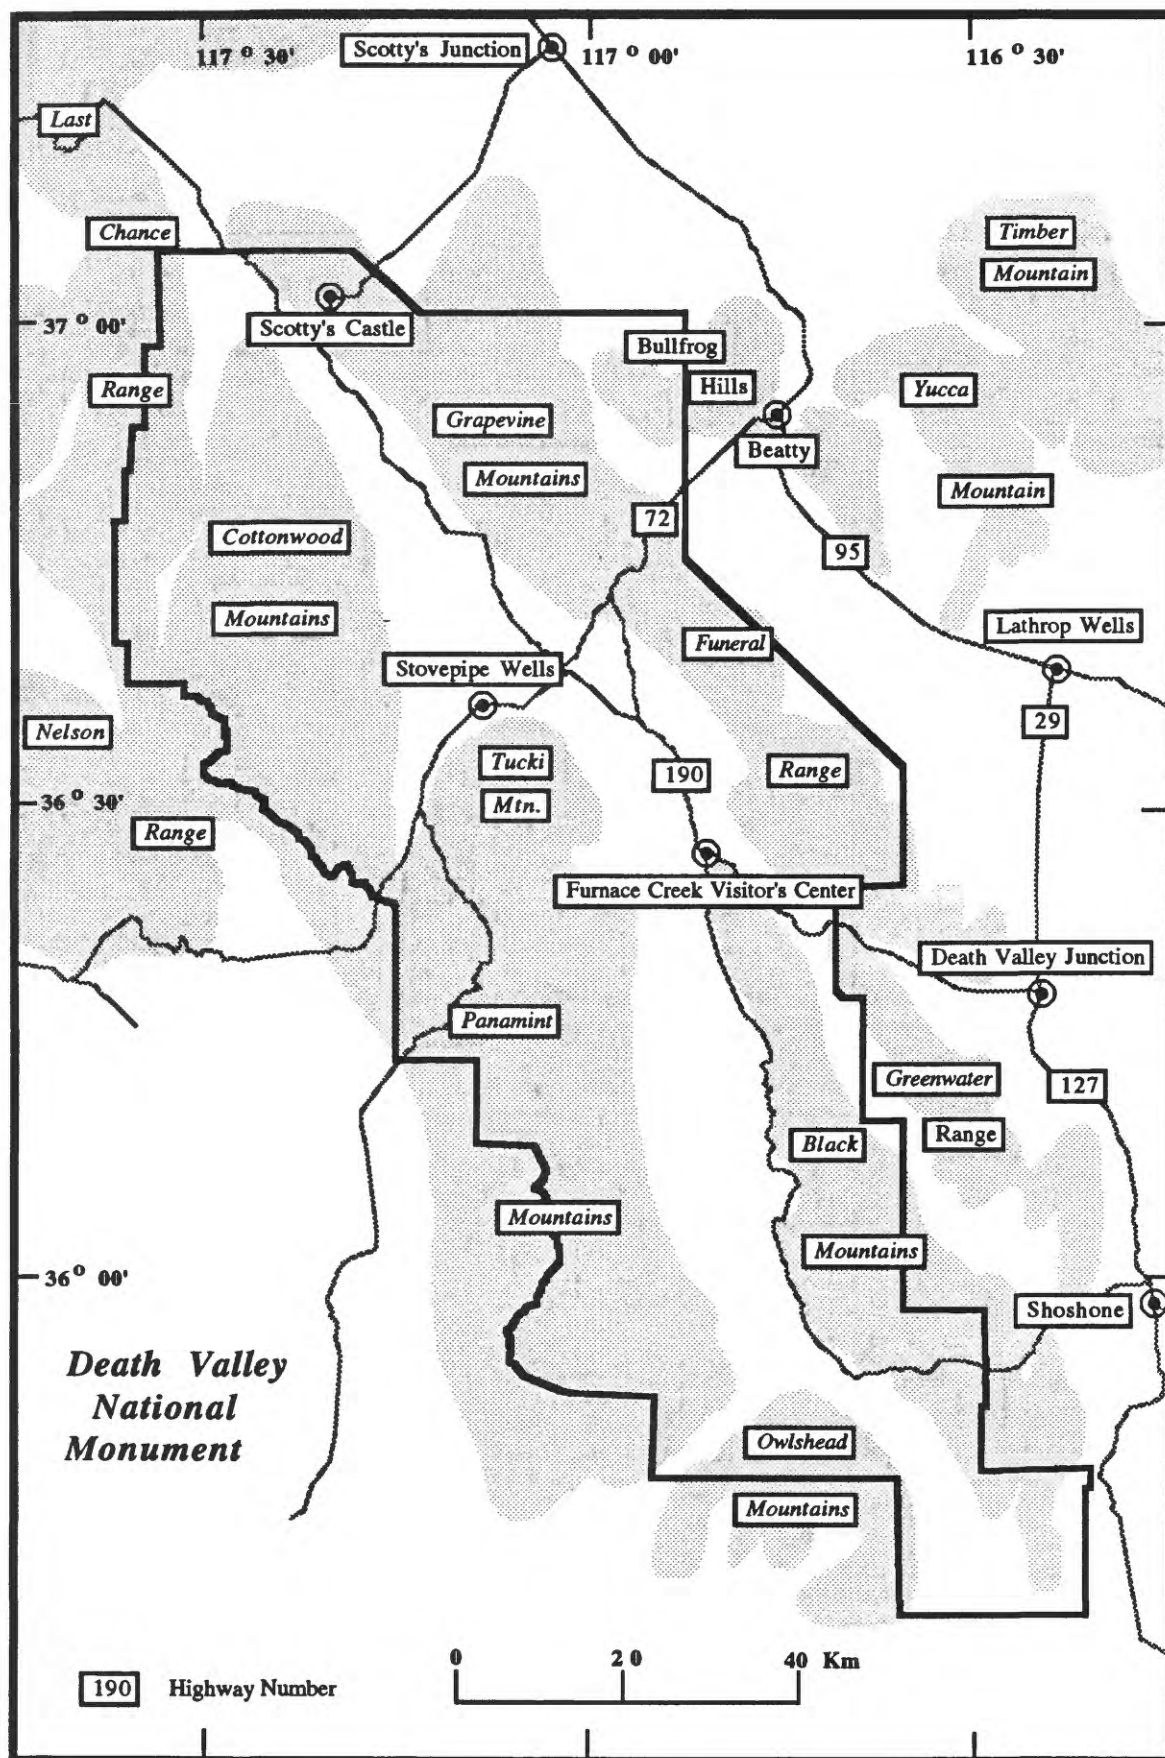 117 ° 30'
Scotty's Junction
117 ° 00'
116 ° 30'
Last
Chance
Timber
Mountain
Scotty's Castle
37 ° 00'
Bullfrog
Hills
Range
Yucca
Grapevine
Beatty
Mountains
Mountain
72
Cottonwood
95
Mountains
Lathrop Wells
Funeral
Stovepipe Wells
Nelson
29
Tucki
190
Range
Mtn.
36 ° 30'
Range
Furnace Creek Visitor's Center
Death Valley Junction
Panamint
Greenwater
127
Range
Black
Mountains
Mountains
36° 00'
Shoshone
Death Valley
National
Monument
Owlshead
Mountains
0 20 40 Km
190 Highway Number